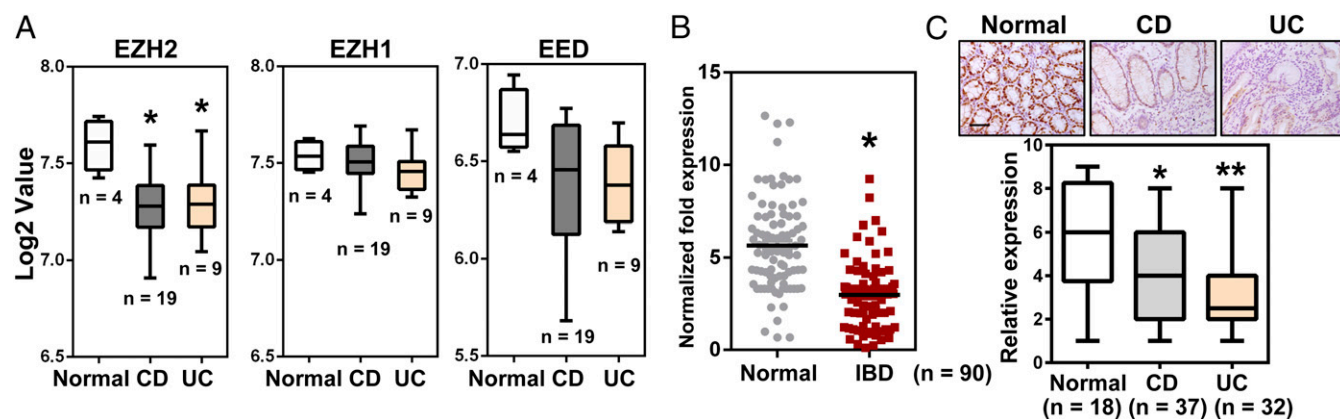 A
EZH2
EZH1
EED
Log2 Value
8.0
7.5
7.0
6.5
*
*
n = 4
n = 19
n = 9
Normal CD UC
8.0
7.5
7.0
6.5
n = 4
n = 19
n = 9
Normal CD UC
7.0
6.5
6.0
5.5
n = 4
n = 19
n = 9
Normal CD UC
B
Normalized fold expression
15
10
5
0
*
Normal IBD (n = 90)
C
Normal CD UC
Relative expression
10
8
6
4
2
0
*
**
Normal CD UC
(n = 18) (n = 37) (n = 32)